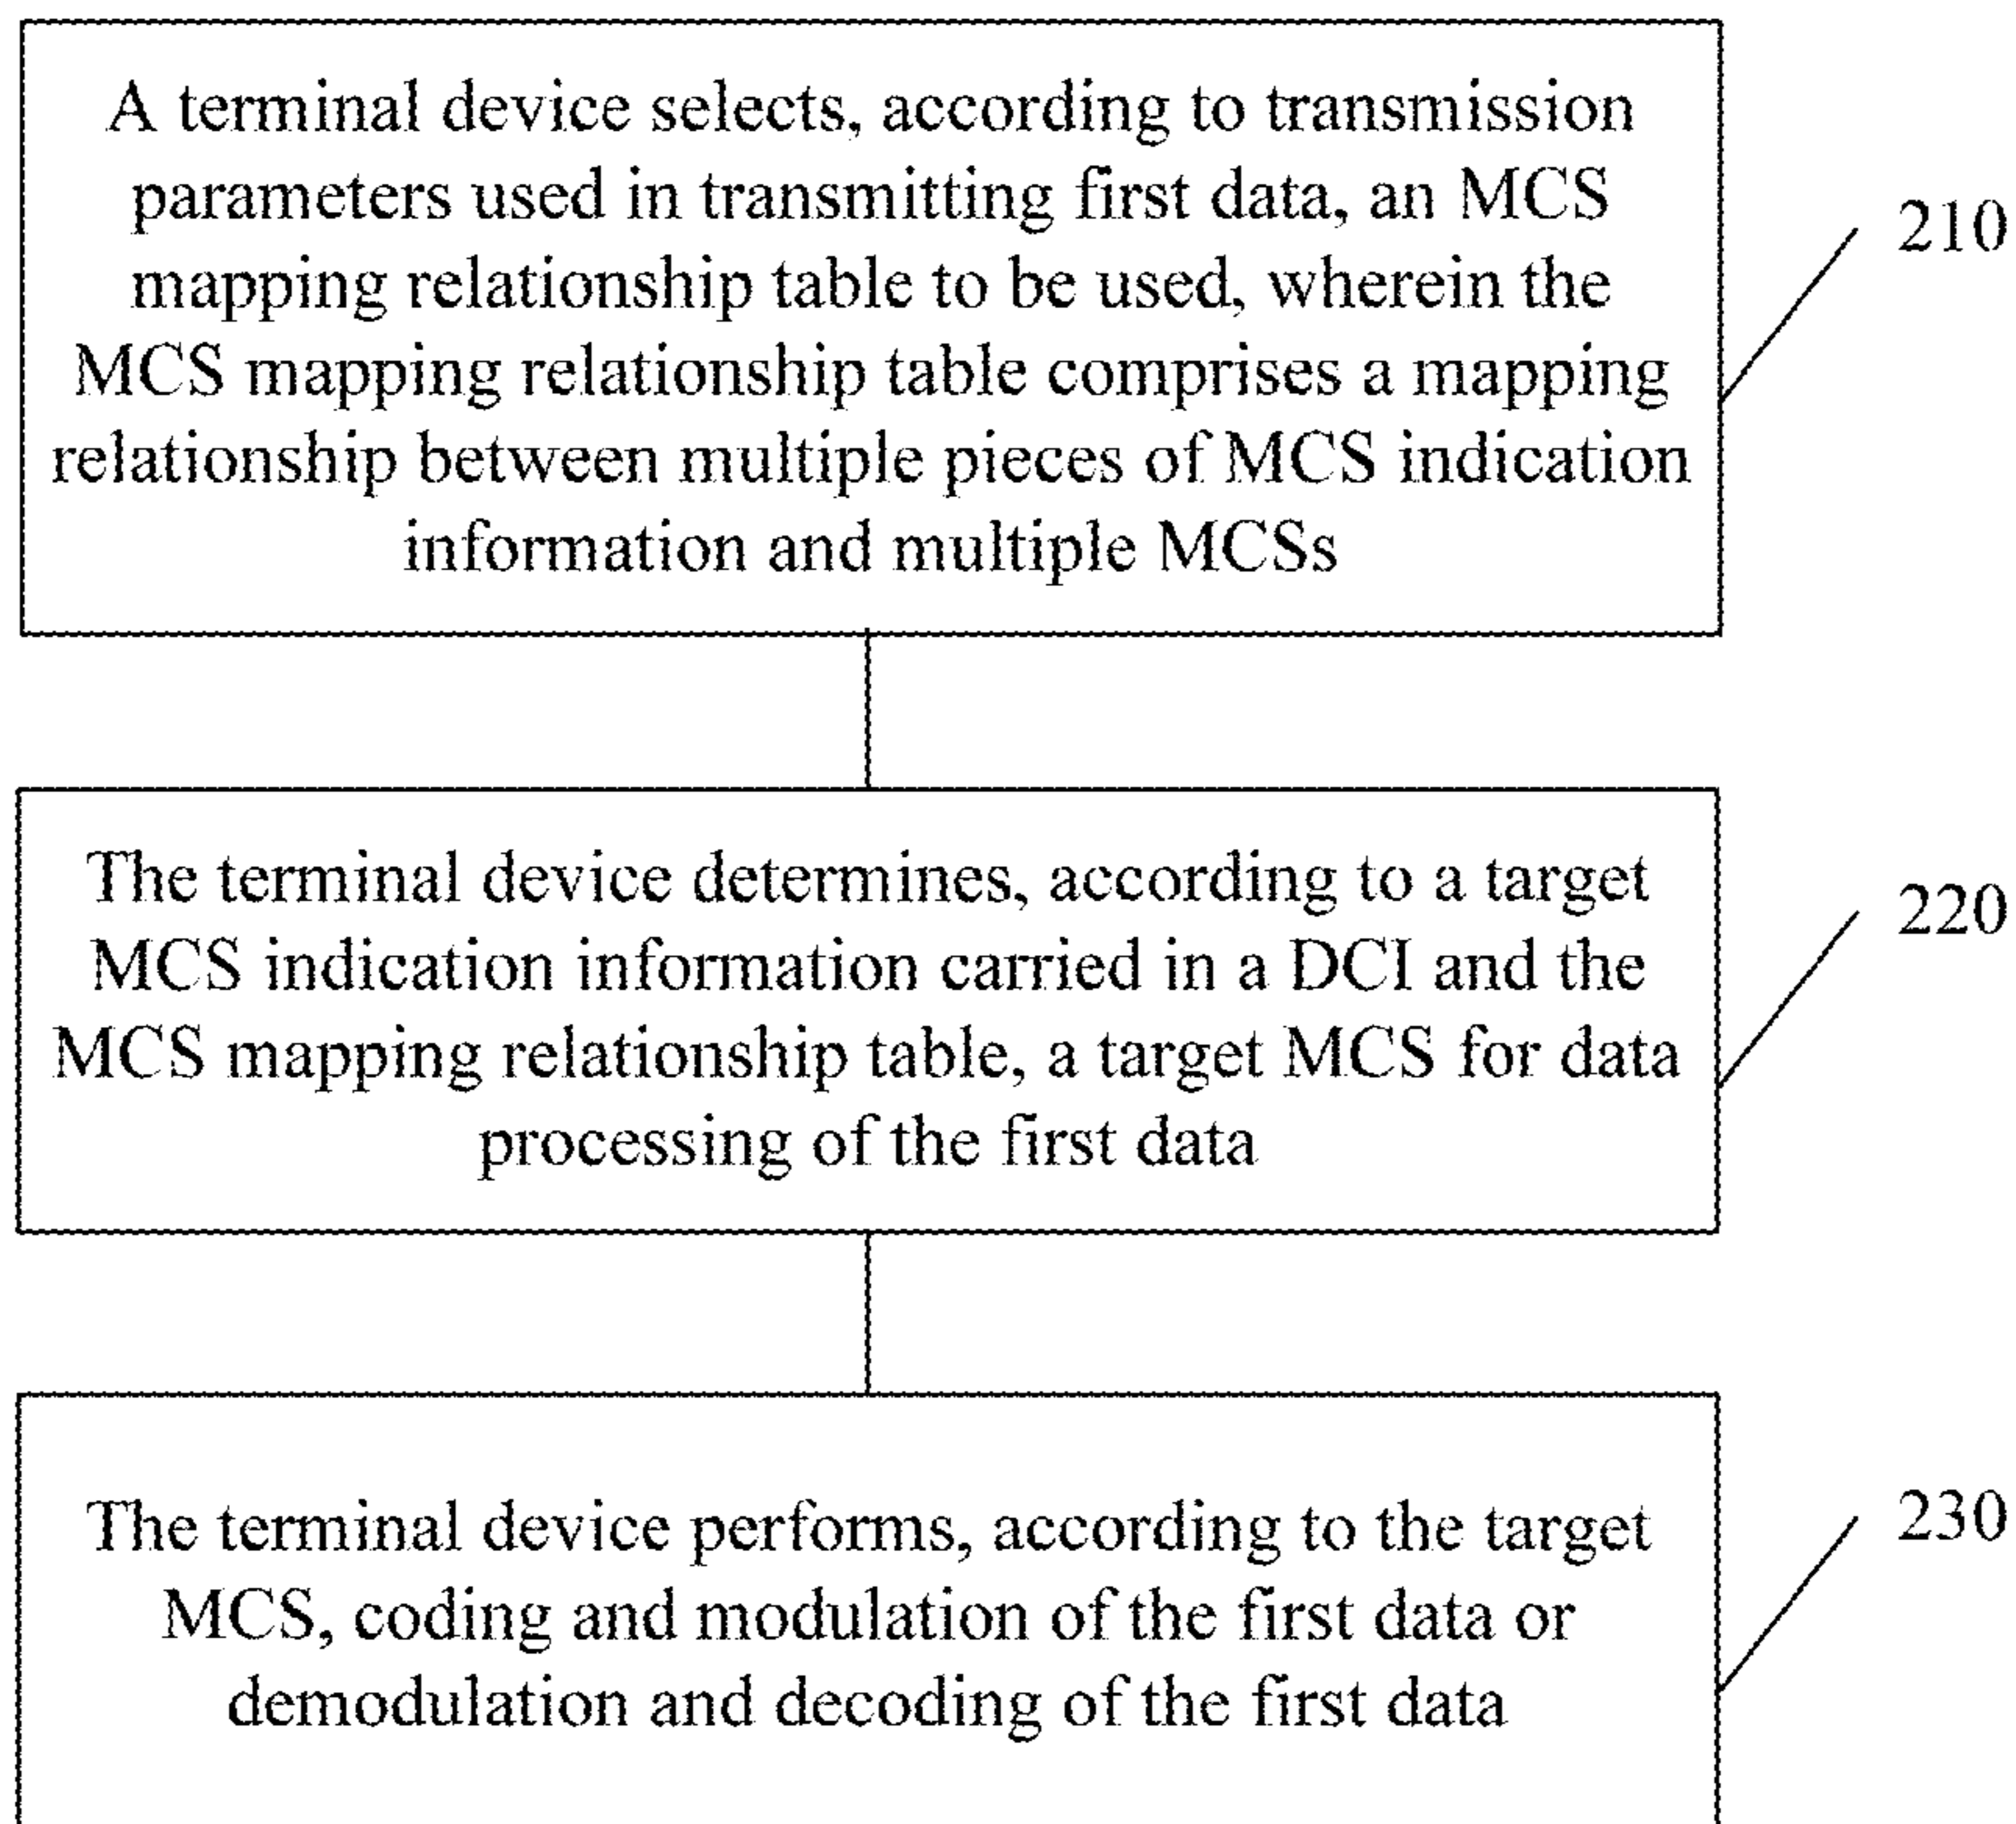 A terminal device selects, according to transmission
parameters used in transmitting first data, an MCS
mapping relationship table to be used, wherein the
MCS mapping relationship table comprises a mapping
relationship between multiple pieces of MCS indication
information and multiple MCSs
210
The terminal device determines, according to a target
MCS indication information carried in a DCI and the
MCS mapping relationship table, a target MCS for data
processing of the first data
220
The terminal device performs, according to the target
MCS, coding and modulation of the first data or
demodulation and decoding of the first data
230